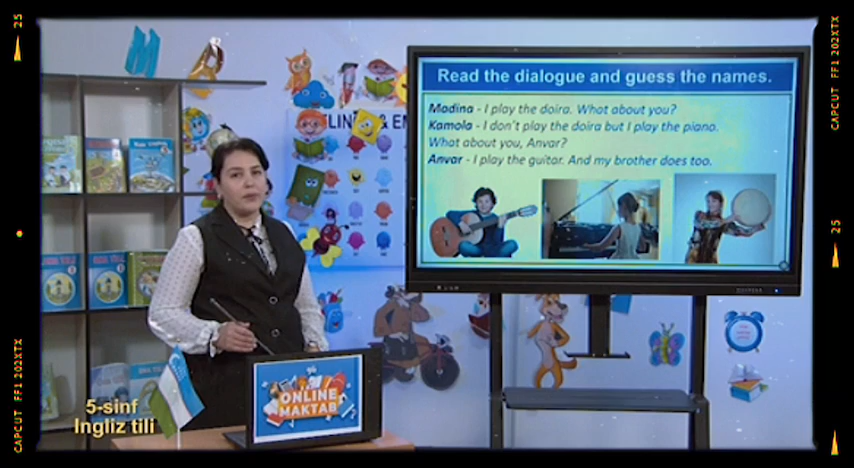 25
CAPCUT FF1 202XTX
Read the dialogue and guess the names.
Madina - I play the doira. What about you?
Kamola - I don't play the doira but I play the piano.
What about you, Anvar?
Anvar - I play the guitar. And my brother does too.
ONLINE
MAKTAB
5-sinf
Ingliz tili
CAPCUT FF1 202XTX
25